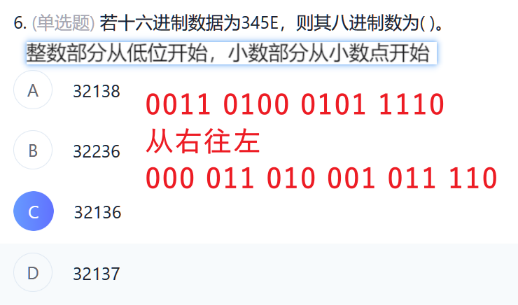 6. (单选题) 若十六进制数据为345E，则其八进制数为( )。
整数部分从低位开始，小数部分从小数点开始
A 32138
0011 0100 0101 1110
从右往左
B 32236
000 011 010 001 011 110
C 32136
D 32137